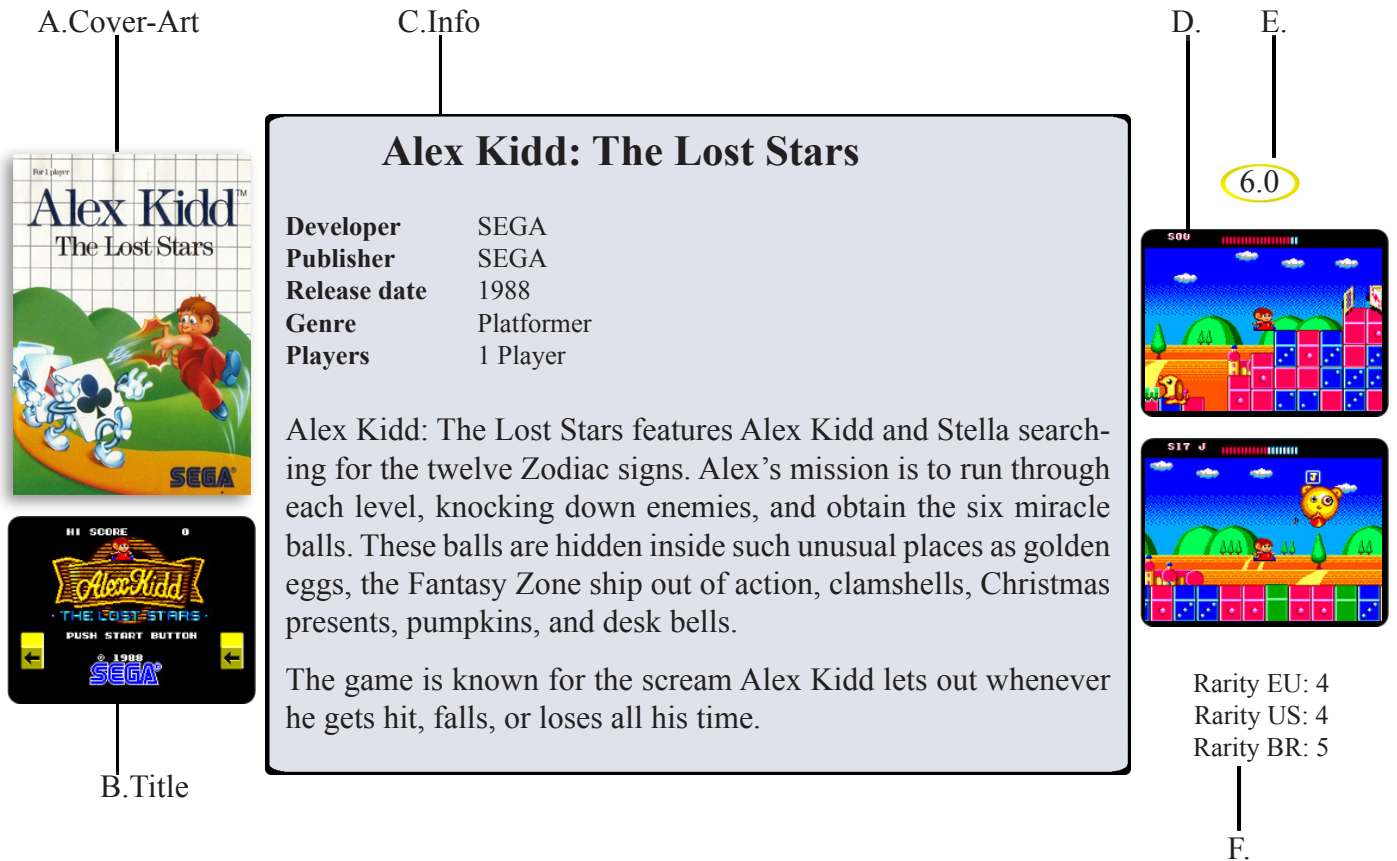 A.Cover-Art
C.Info
D.
E.
For 1 player
Alex Kidd™
The Lost Stars
SEGA®
HI SCORE 0
Alex Kidd
· THE LOST STARS ·
PUSH START BUTTON
© 1988
SEGA®
B.Title
Alex Kidd: The Lost Stars
Developer SEGA
Publisher SEGA
Release date 1988
Genre Platformer
Players 1 Player
Alex Kidd: The Lost Stars features Alex Kidd and Stella search-
ing for the twelve Zodiac signs. Alex’s mission is to run through
each level, knocking down enemies, and obtain the six miracle
balls. These balls are hidden inside such unusual places as golden
eggs, the Fantasy Zone ship out of action, clamshells, Christmas
presents, pumpkins, and desk bells.
The game is known for the scream Alex Kidd lets out whenever
he gets hit, falls, or loses all his time.
6.0
S00
S17 J
J
Rarity EU: 4
Rarity US: 4
Rarity BR: 5
F.